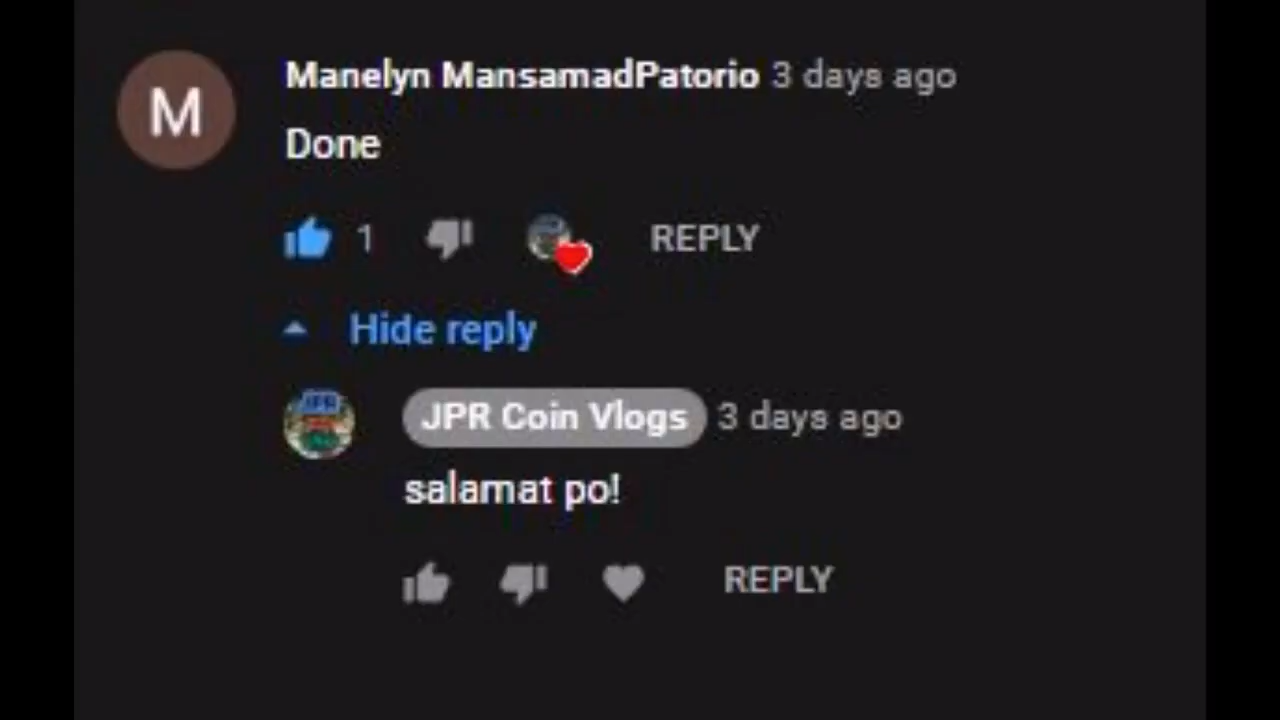 M
Manelyn MansamadPatorio 3 days ago
Done
1
REPLY
Hide reply
JPR
JPR Coin Vlogs 3 days ago
salamat po!
REPLY